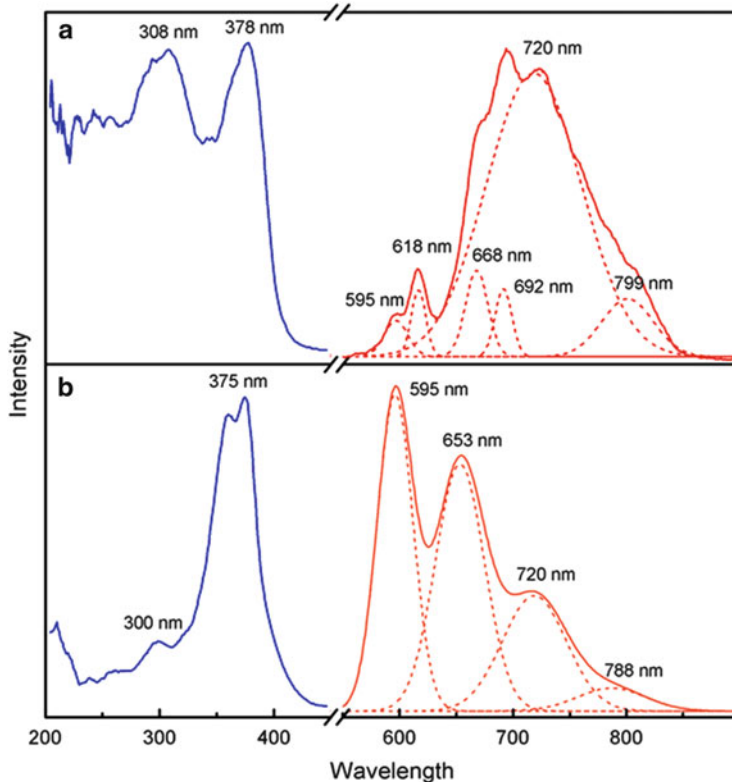 a
308 nm
378 nm
720 nm
618 nm
668 nm
595 nm
692 nm
799 nm
b
375 nm
595 nm
653 nm
720 nm
300 nm
788 nm
Intensity
200
300
400
600
700
800
Wavelength